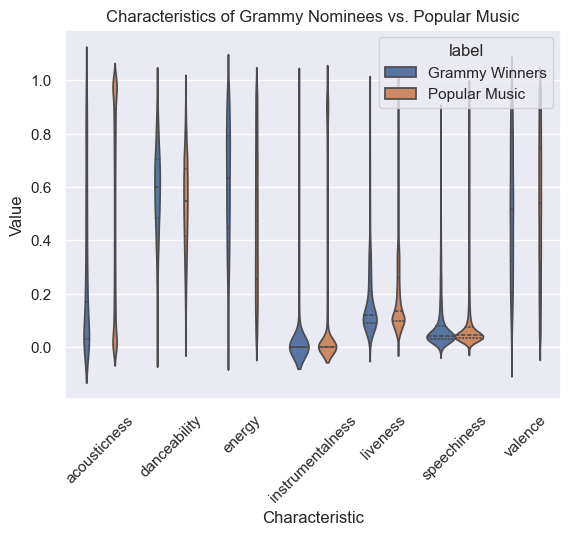 Characteristics of Grammy Nominees vs. Popular Music
label
Grammy Winners
Popular Music
1.0
0.8
0.6
0.4
0.2
0.0
Value
acousticness
danceability
energy
instrumentalness
liveness
speechiness
valence
Characteristic